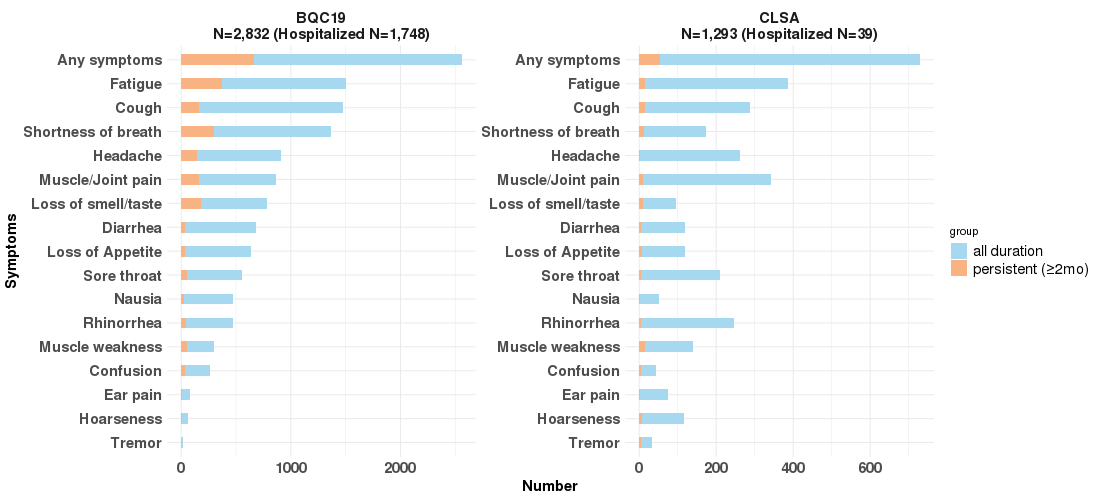 BQC19
N=2,832 (Hospitalized N=1,748)
Symptoms
Any symptoms
Fatigue
Cough
Shortness of breath
Headache
Muscle/Joint pain
Loss of smell/taste
Diarrhea
Loss of Appetite
Sore throat
Nausia
Rhinorrhea
Muscle weakness
Confusion
Ear pain
Hoarseness
Tremor
0 1000 2000
CLSA
N=1,293 (Hospitalized N=39)
Any symptoms
Fatigue
Cough
Shortness of breath
Headache
Muscle/Joint pain
Loss of smell/taste
Diarrhea
Loss of Appetite
Sore throat
Nausia
Rhinorrhea
Muscle weakness
Confusion
Ear pain
Hoarseness
Tremor
0 200 400 600
Number
group
all duration
persistent (≥2mo)